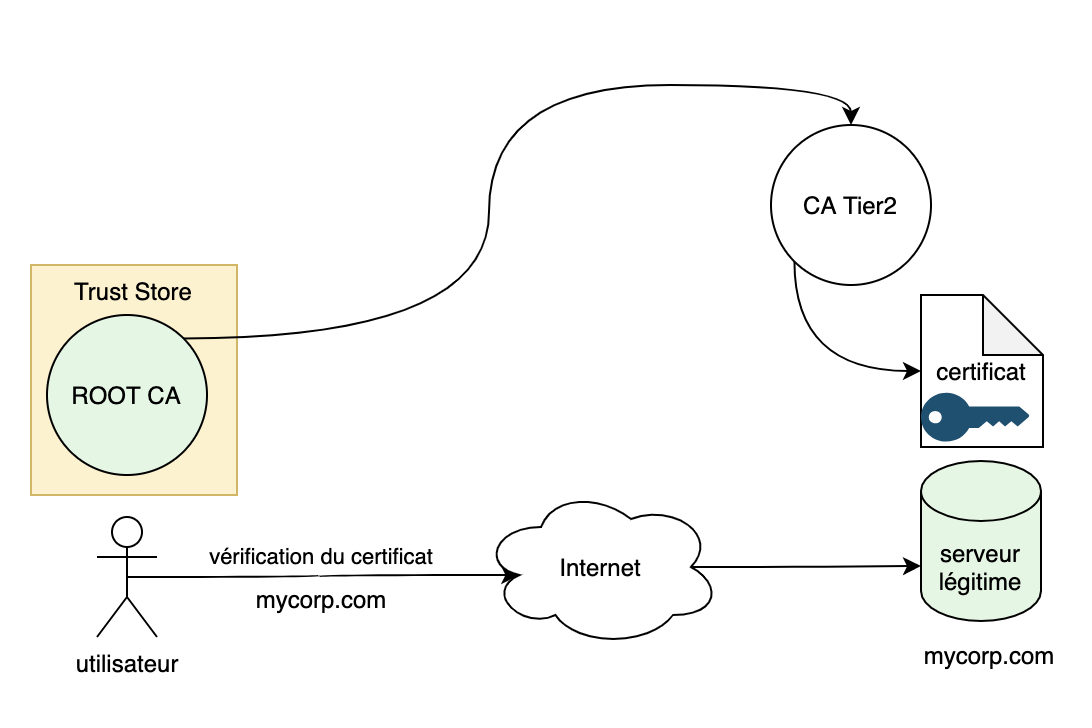 CA Tier2
Trust Store
ROOT CA
certificat
vérification du certificat
mycorp.com
Internet
serveur
légitime
utilisateur
mycorp.com